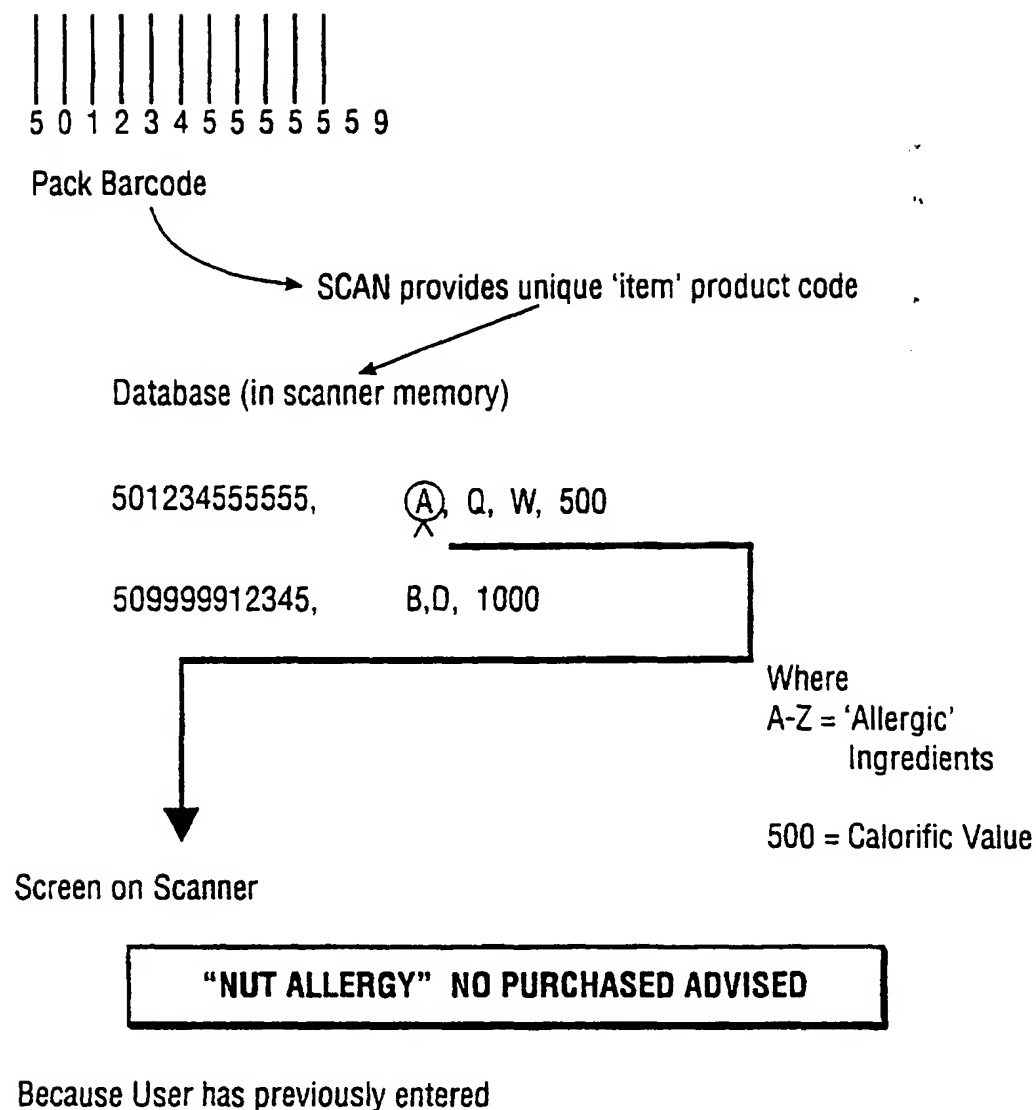 5 0 1 2 3 4 5 5 5 5 5 5 9
Pack Barcode
SCAN provides unique 'item' product code
Database (in scanner memory)
501234555555, A, Q, W, 500
509999912345, B,D, 1000
Where
A-Z = 'Allergic'
Ingredients
500 = Calorific Value
Screen on Scanner
"NUT ALLERGY" NO PURCHASED ADVISED
Because User has previously entered